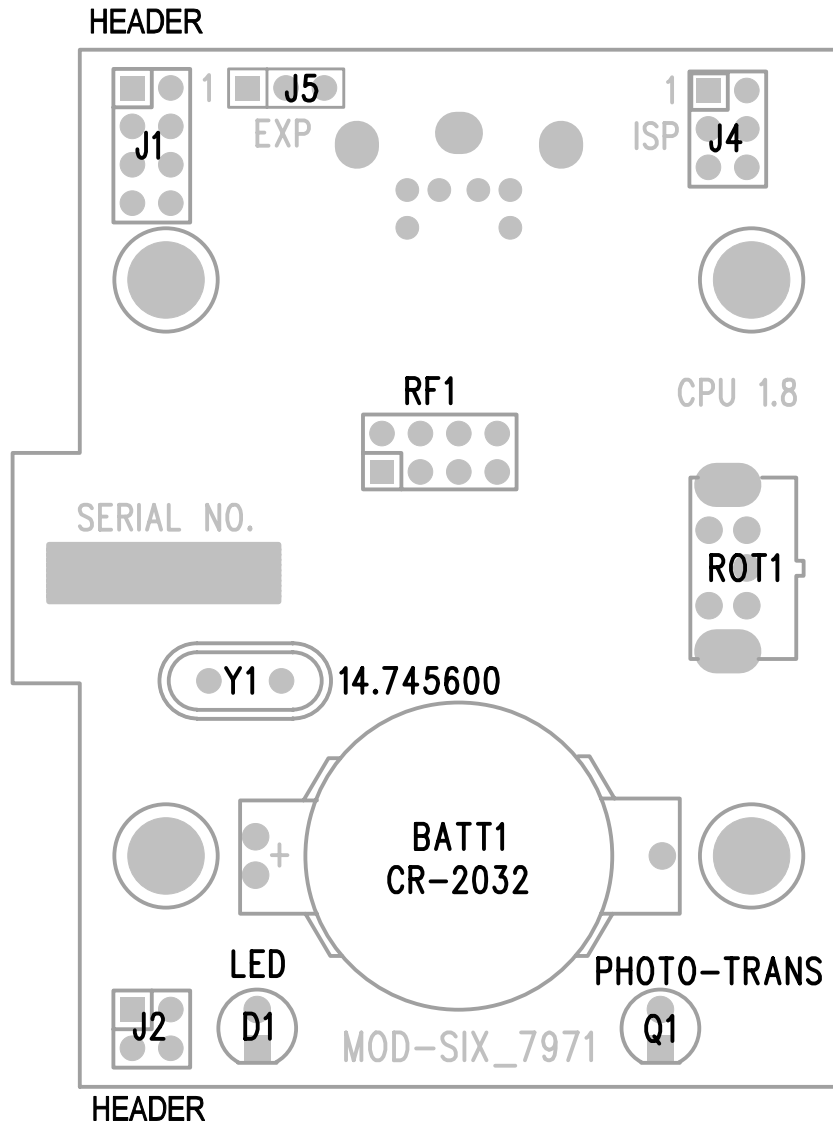 HEADER
1
J5
1
J1
EXP
ISP
J4
RF1
CPU 1.8
SERIAL NO.
ROT1
Y1
14.745600
BATT1
CR-2032
+
LED
PHOTO-TRANS
J2
D1
Q1
MOD-SIX_7971
HEADER